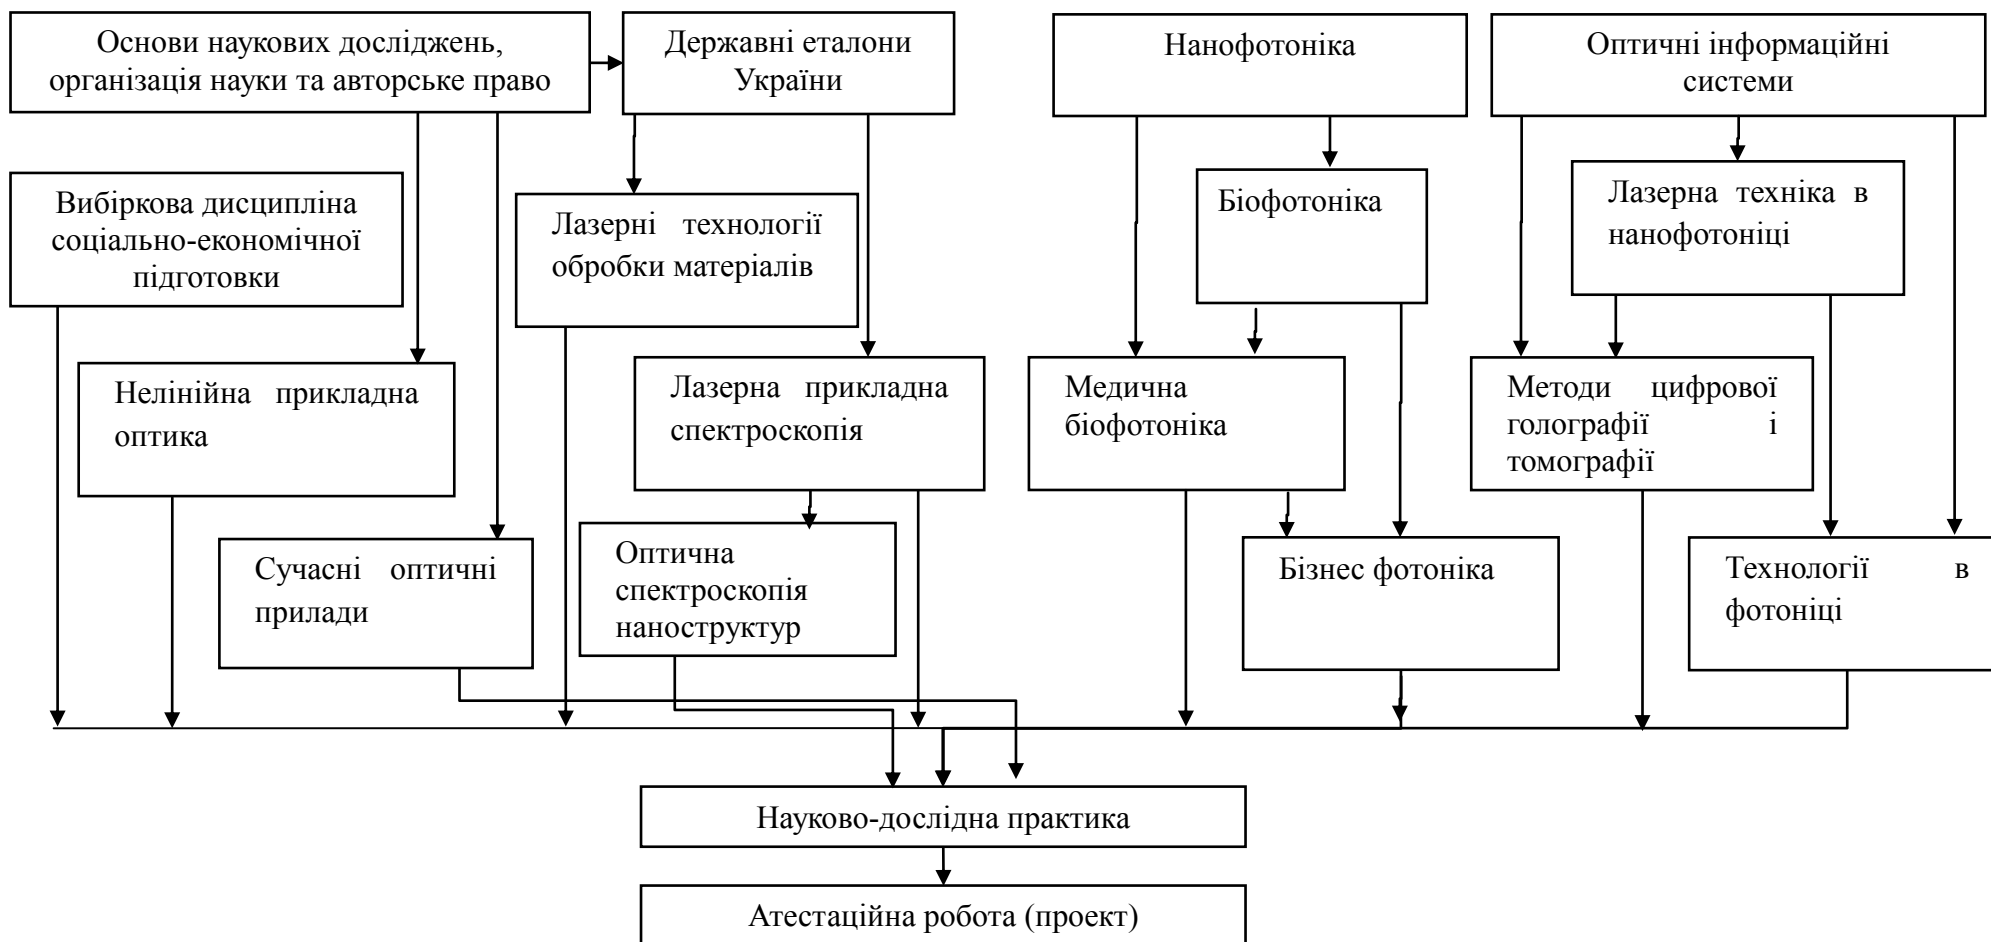 Основи наукових досліджень,
організація науки та авторське право
Державні еталони
України
Нанофотоніка
Оптичні інформаційні
системи
Вибіркова дисципліна
соціально-економічної
підготовки
Лазерні технології
обробки матеріалів
Біофотоніка
Лазерна техніка в
нанофотоніці
Нелінійна прикладна
оптика
Лазерна прикладна
спектроскопія
Медична
біофотоніка
Методи цифрової
голографії і
томографії
Сучасні оптичні
прилади
Оптична
спектроскопія
наноструктур
Бізнес фотоніка
Технології в
фотоніці
Науково-дослідна практика
Атестаційна робота (проект)